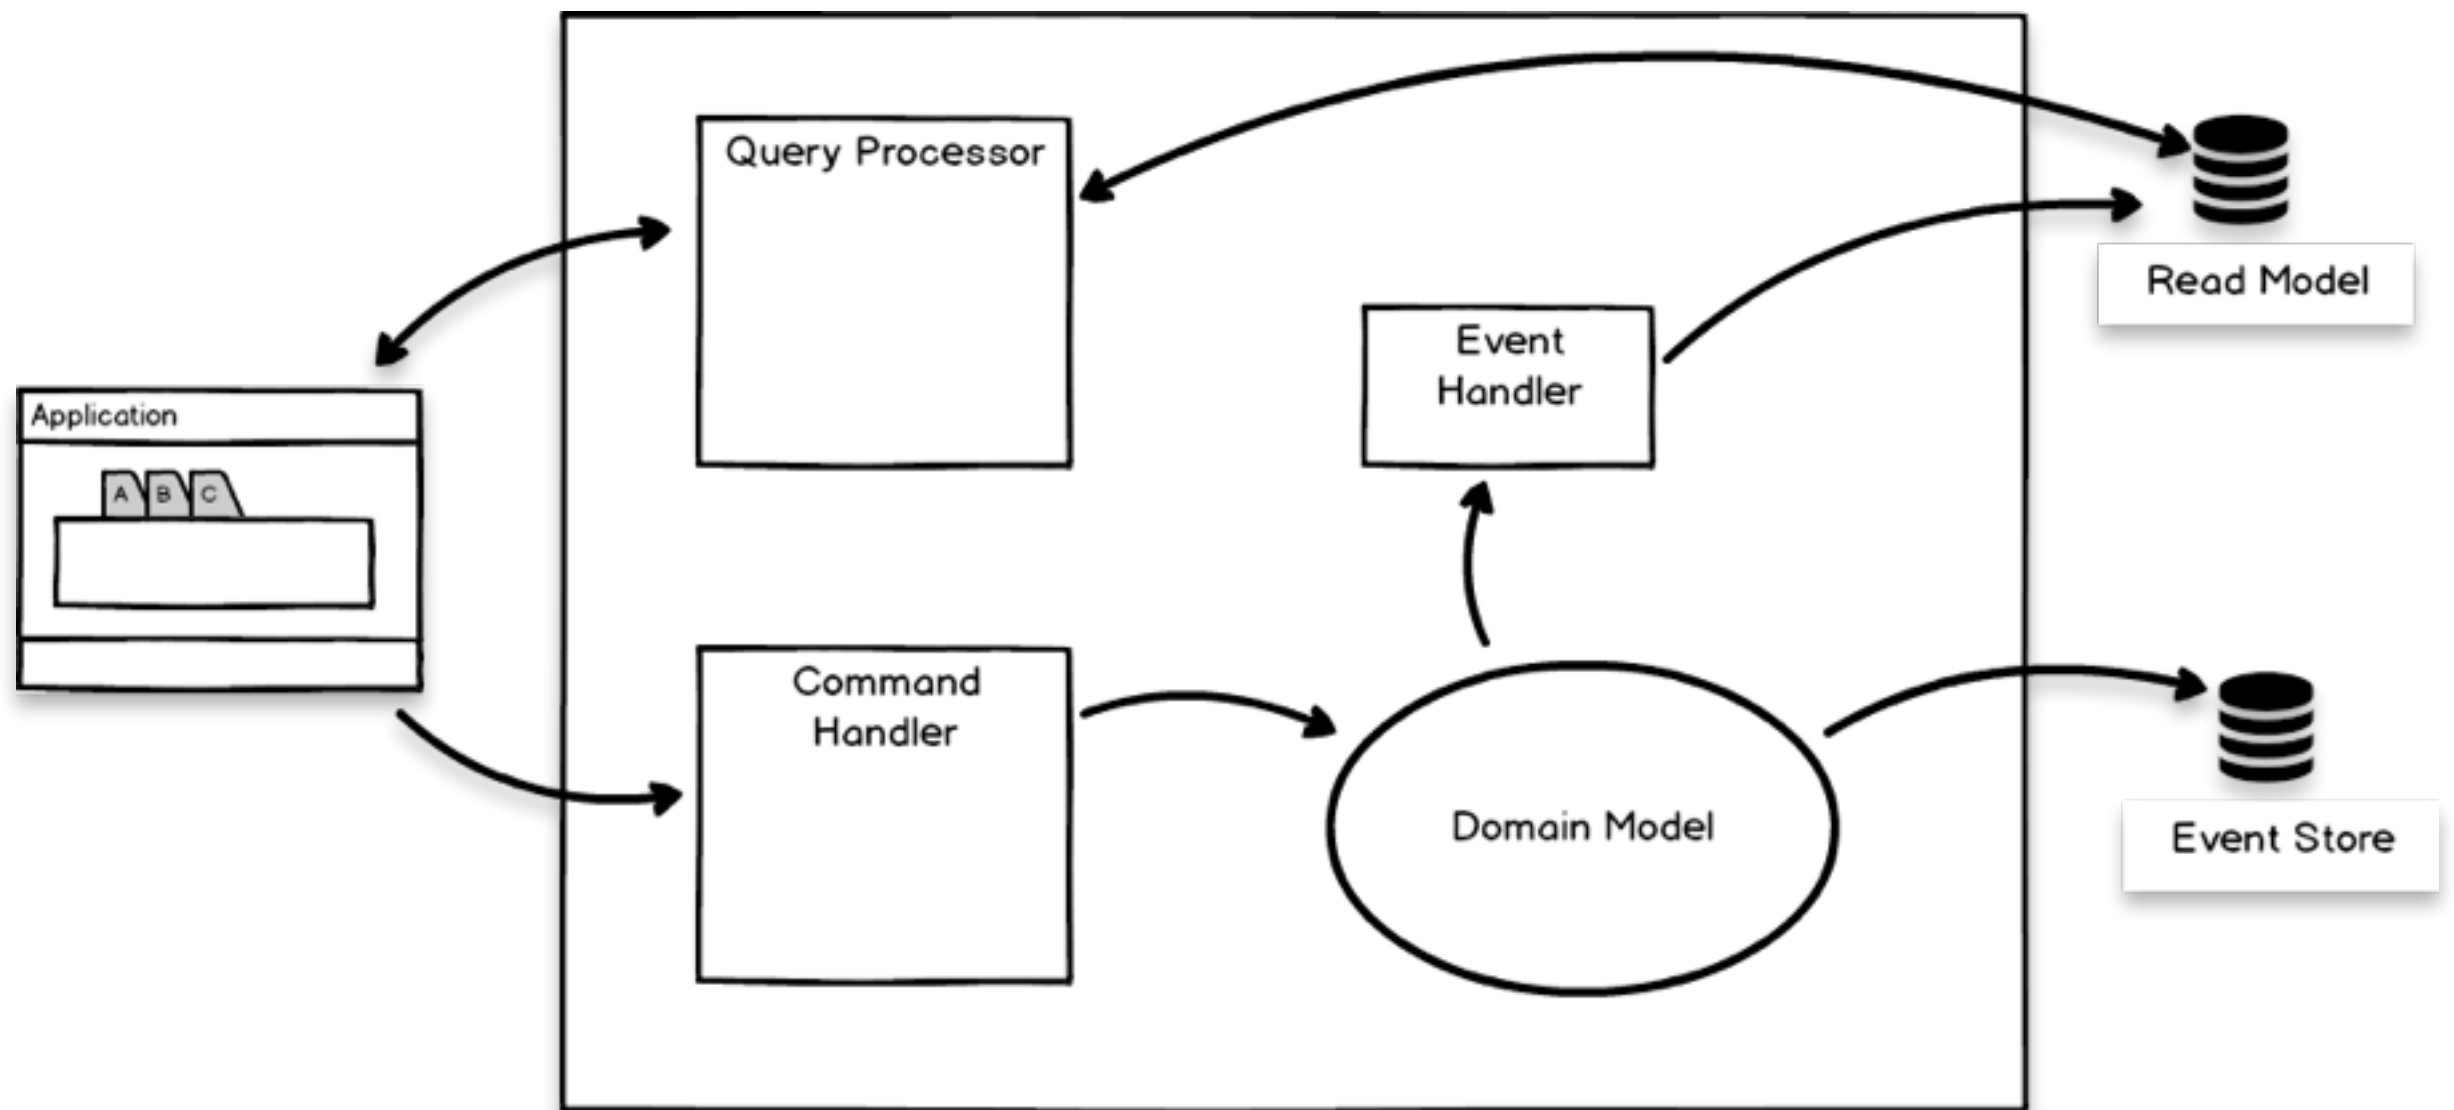 Query Processor
Read Model
Event
Handler
Application
A B C
Command
Handler
Domain Model
Event Store